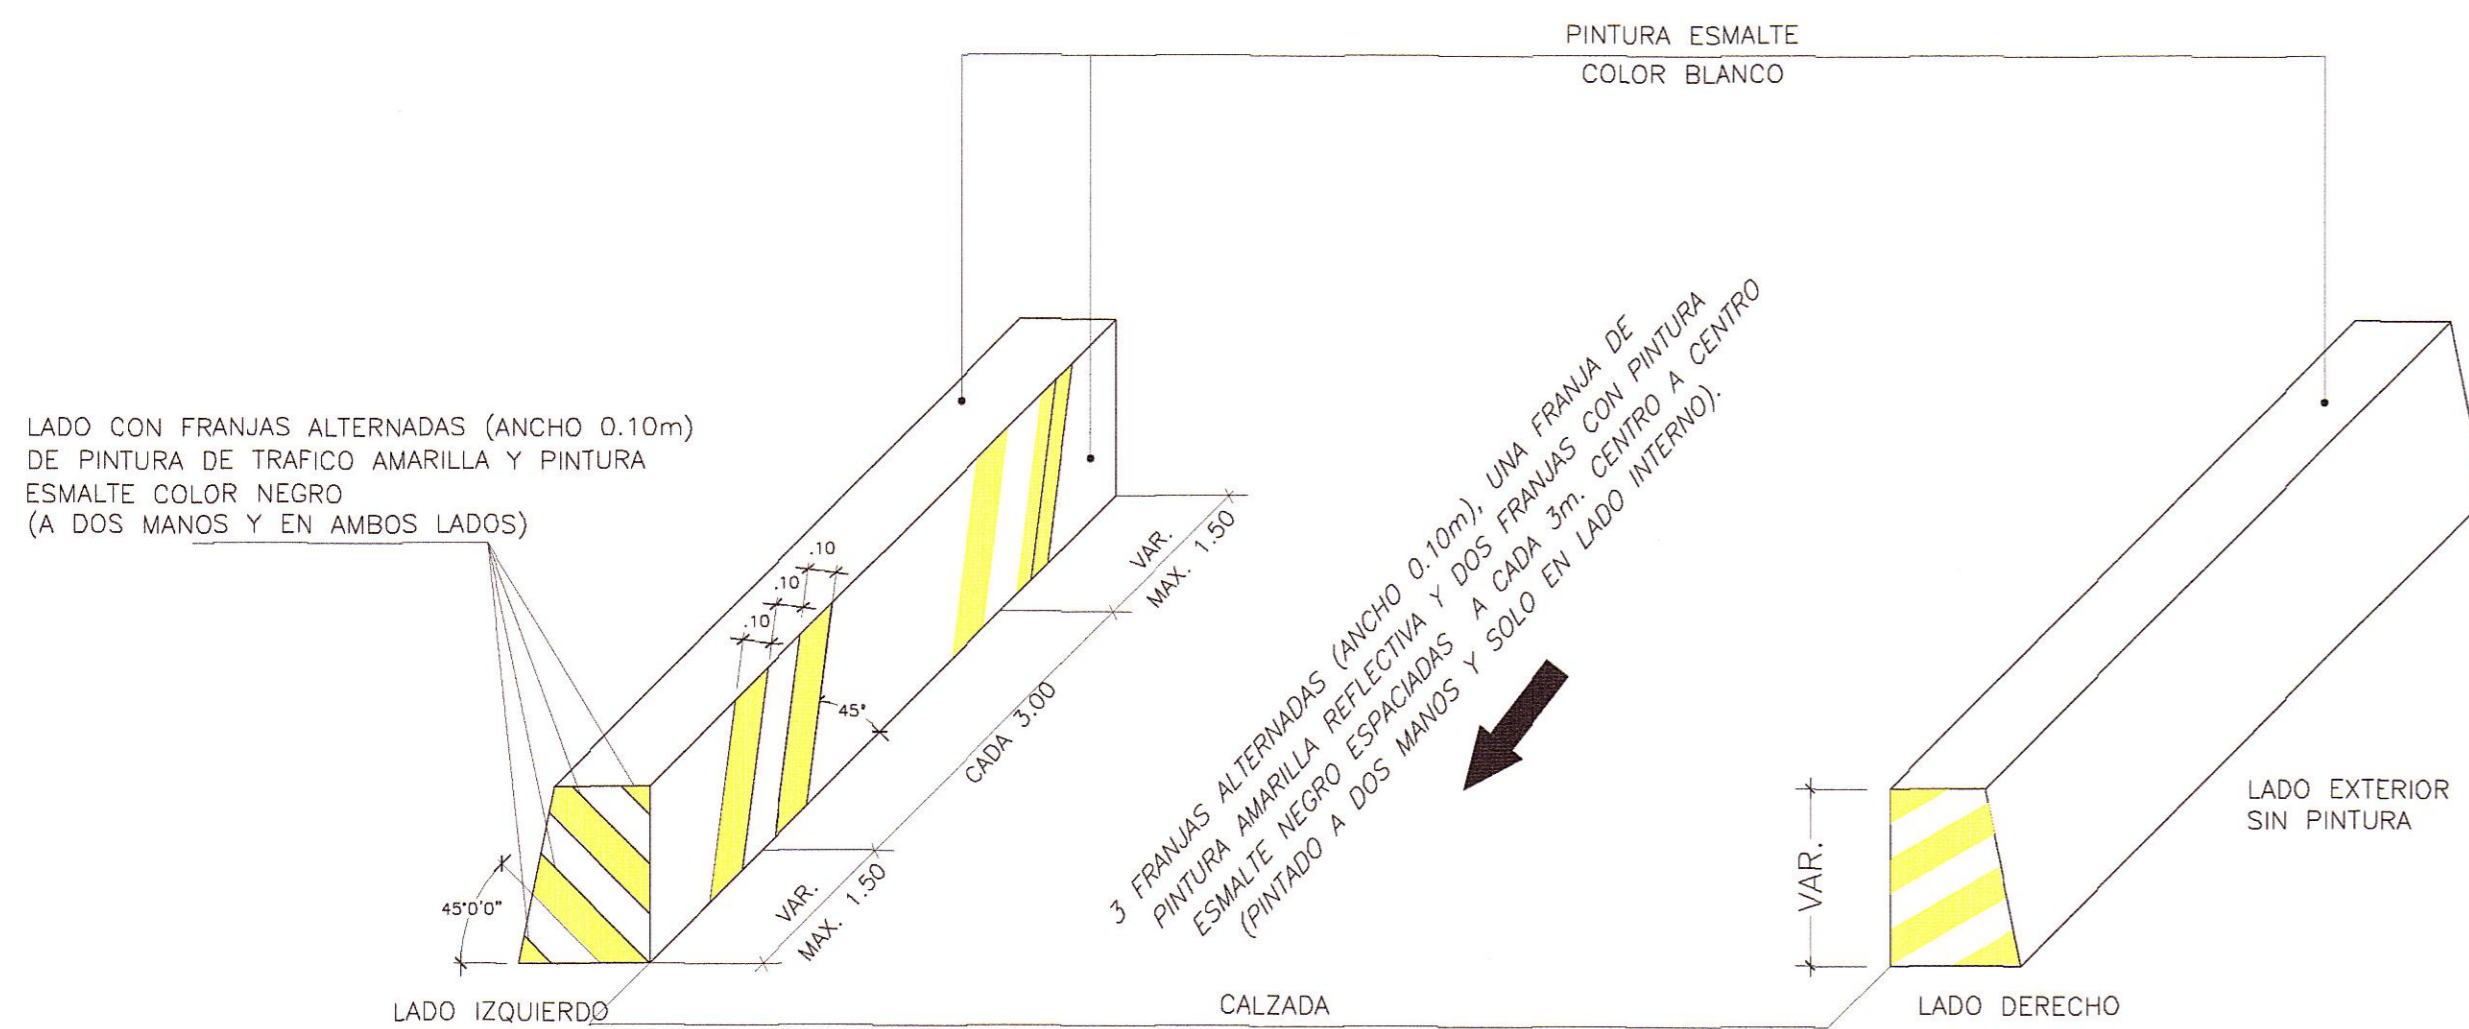 PINTURA ESMALTE
COLOR BLANCO
LADO CON FRANJAS ALTERNADAS (ANCHO 0.10m)
DE PINTURA DE TRAFICO AMARILLA Y PINTURA
ESMALTE COLOR NEGRO
(A DOS MANOS Y EN AMBOS LADOS)
.10
.10
.10
45°
45°0'0"
VAR.
MAX. 1.50
CADA 3.00
VAR.
MAX. 1.50
3 FRANJAS ALTERNADAS (ANCHO 0.10m), UNA FRANJA DE
PINTURA AMARILLA REFLECTIVA Y DOS FRANJAS CON PINTURA
ESMALTE NEGRO ESPACIADAS A CADA 3m. CENTRO A CENTRO
(PINTADO A DOS MANOS Y SOLO EN LADO INTERNO).
VAR.
LADO EXTERIOR
SIN PINTURA
LADO IZQUIERDO
CALZADA
LADO DERECHO